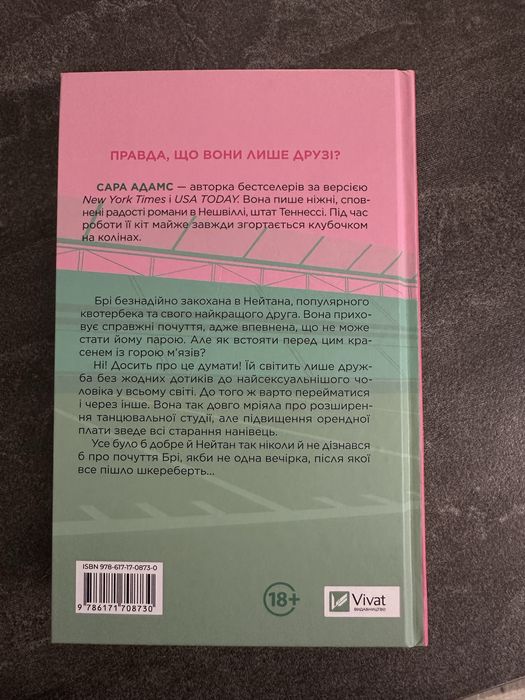 ПРАВДА, ЩО ВОНИ ЛИШЕ ДРУЗІ?
САРА АДАМС — авторка бестселерів за версією
New York Times і USA TODAY. Вона пише ніжні, спов-
нені радості романи в Нешвіллі, штат Теннессі. Під час
роботи її кіт майже завжди згортається клубочком
на колінах.
Брі безнадійно закохана в Нейтана, популярного
квотербека та свого найкращого друга. Вона прихо-
вує справжні почуття, адже впевнена, що не може
стати йому парою. Але як встояти перед цим кра-
сенем із горою м'язів?
Ні! Досить про це думати! Їй світить лише друж-
ба без жодних дотиків до найсексуальнішого чо-
ловіка у всьому світі. До того ж варто перейматися
і через інше. Вона так довго мріяла про розширен-
ня танцювальної студії, але підвищення орендної
плати зведе всі старання нанівець.
Усе було б добре й Нейтан так ніколи й не дізнався
б про почуття Брі, якби не одна вечірка, після якої
все пішло шкереберть...
ISBN 978-617-17-0873-0
9 786171 708730
18+
Vivat
ВИДАВНИЦТВО